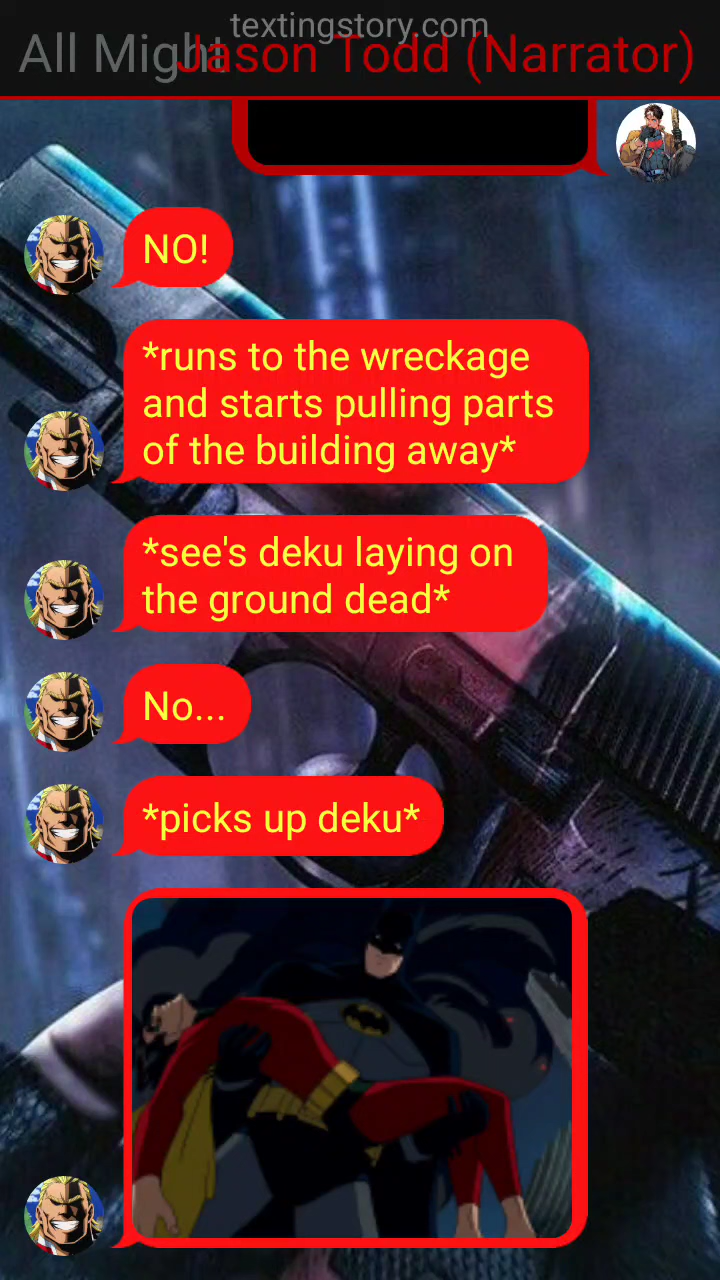 textingstory.com
All Might
Jason Todd (Narrator)
NO!
*runs to the wreckage
and starts pulling parts
of the building away*
*see's deku laying on
the ground dead*
No...
*picks up deku*